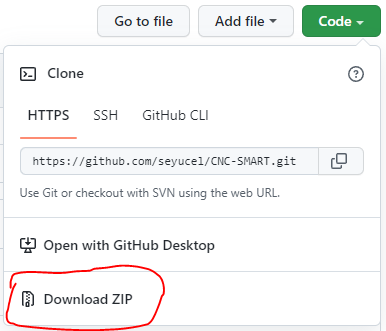 Go to file Add file Code
Clone
HTTPS SSH GitHub CLI
https://github.com/seyucel/CNC-SMART.git
Use Git or checkout with SVN using the web URL.
Open with GitHub Desktop
Download ZIP